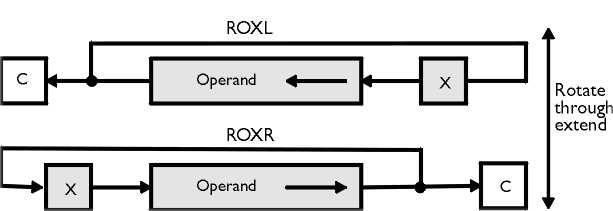 ROXL
C
Operand
X
Rotate
through
extend
ROXR
X
Operand
C